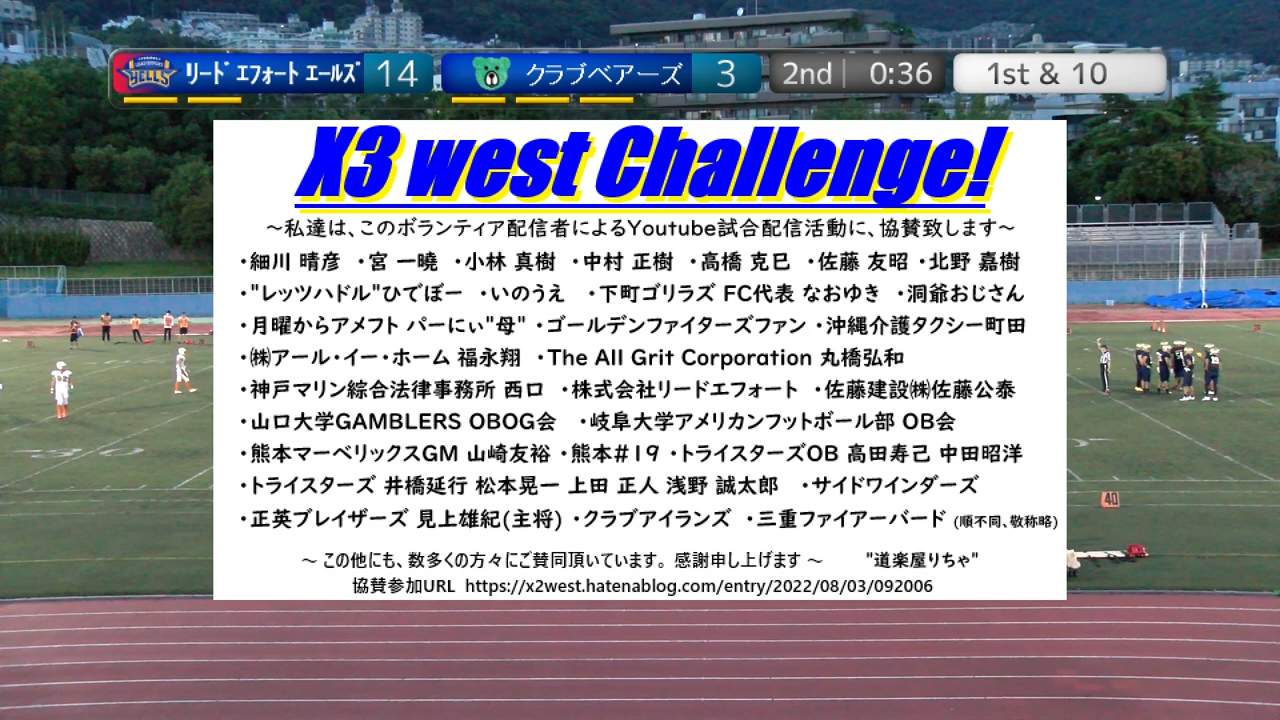 リード エフォート エールズ 14 クラブベアーズ 3 2nd 0:36 1st & 10
X3 west Challenge!
～私達は、このボランティア配信者によるYoutube試合配信活動に、協賛致します～
・細川 晴彦 ・宮 一曉 ・小林 真樹 ・中村 正樹 ・高橋 克巳 ・佐藤 友昭 ・北野 嘉樹
・"レッツハドル"ひでぼー ・いのうえ ・下町ゴリラズ FC代表 なおゆき ・洞爺おじさん
・月曜からアメフト パーにぃ"母" ・ゴールデンファイターズファン ・沖縄介護タクシー町田
・㈱アール・イー・ホーム 福永翔 ・The All Grit Corporation 丸橋弘和
・神戸マリン綜合法律事務所 西口 ・株式会社リードエフォート ・佐藤建設㈱佐藤公泰
・山口大学GAMBLERS OBOG会 ・岐阜大学アメリカンフットボール部 OB会
・熊本マーベリックスGM 山崎友裕 ・熊本#19 ・トライスターズOB 高田寿己 中田昭洋
・トライスターズ 井橋延行 松本晃一 上田 正人 浅野 誠太郎 ・サイドワインダーズ
・正英ブレイザーズ 見上雄紀(主将) ・クラブアイランズ ・三重ファイアーバード (順不同、敬称略)
～ この他にも、数多くの方々にご賛同頂いています。感謝申し上げます ～ "道楽屋りちゃ"
協賛参加URL https://x2west.hatenablog.com/entry/2022/08/03/092006
40